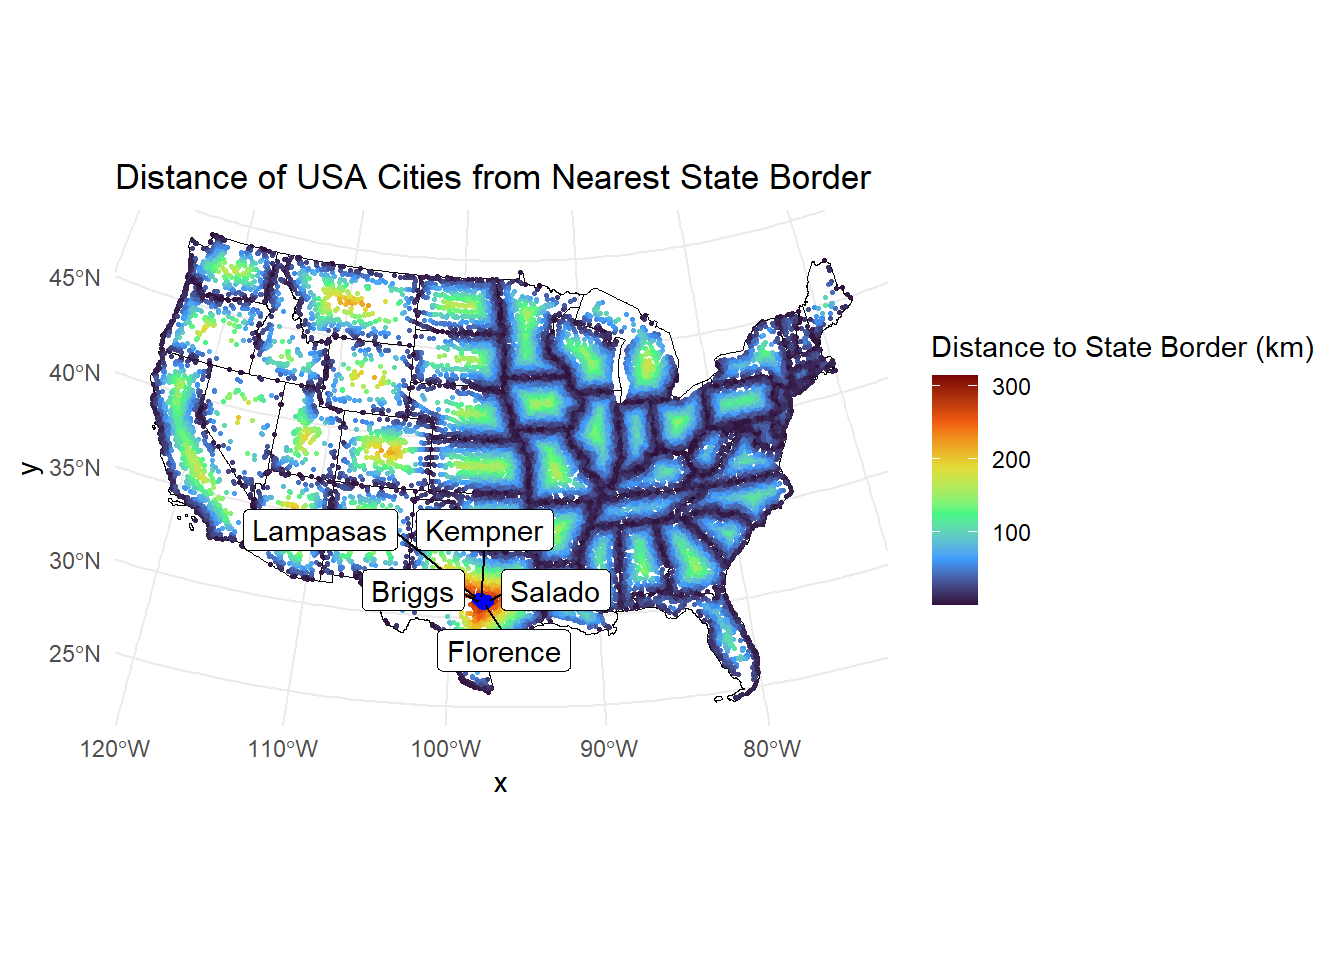 Distance of USA Cities from Nearest State Border
45°N
40°N
35°N
30°N
25°N
y
Lampasas
Kempner
Briggs
Salado
Florence
120°W
110°W
100°W
90°W
80°W
x
Distance to State Border (km)
300
200
100